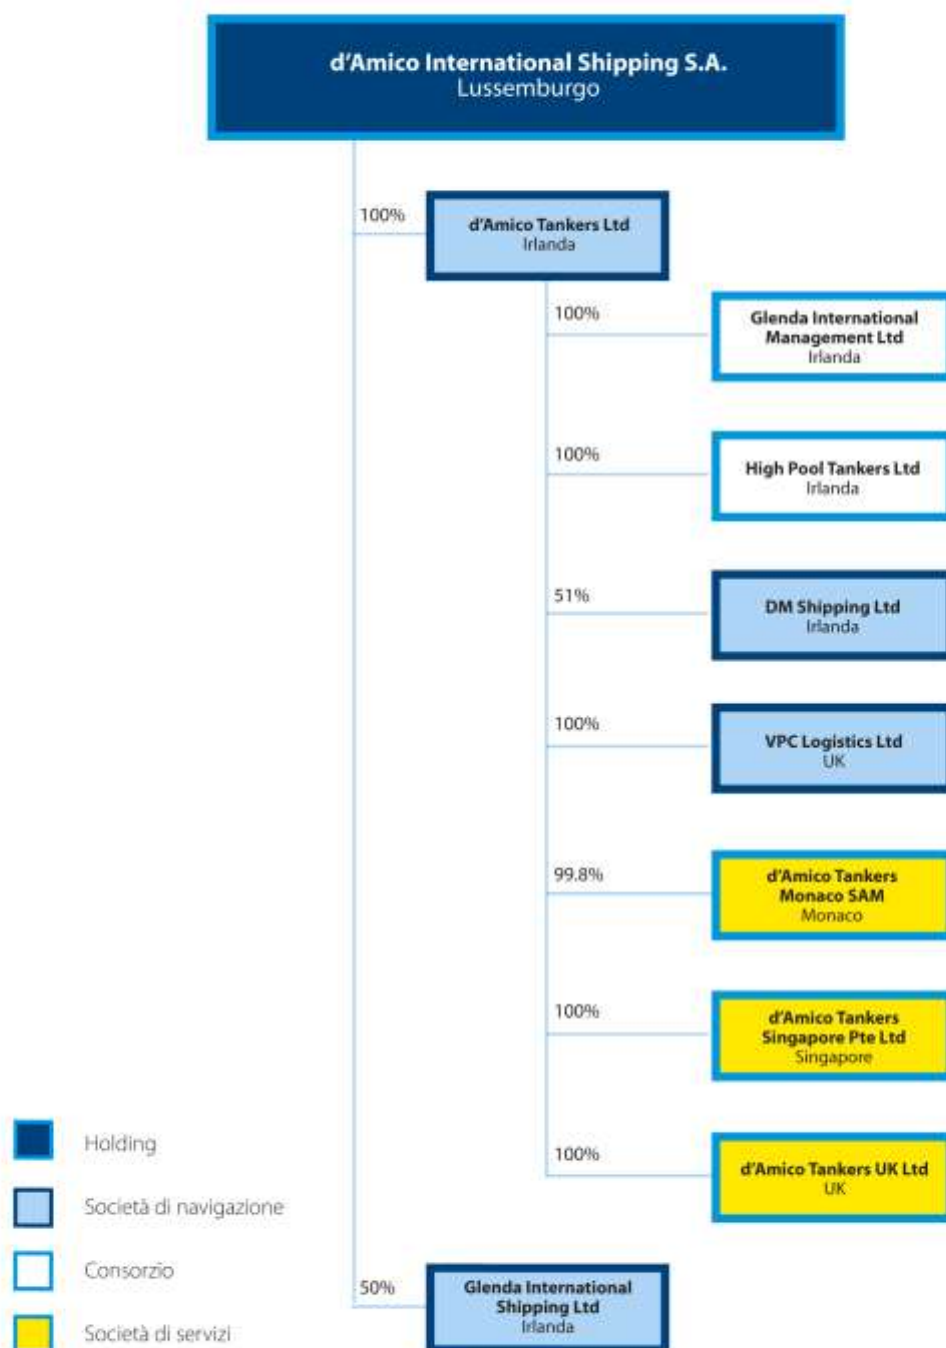 d'Amico International Shipping S.A.
Lussemburgo
100%
d'Amico Tankers Ltd
Irlanda
100%
Glenda International
Management Ltd
Irlanda
100%
High Pool Tankers Ltd
Irlanda
51%
DM Shipping Ltd
Irlanda
100%
VPC Logistics Ltd
UK
99.8%
d'Amico Tankers
Monaco SAM
Monaco
100%
d'Amico Tankers
Singapore Pte Ltd
Singapore
100%
d'Amico Tankers UK Ltd
UK
50%
Glenda International
Shipping Ltd
Irlanda
Holding
Società di navigazione
Consorzio
Società di servizi